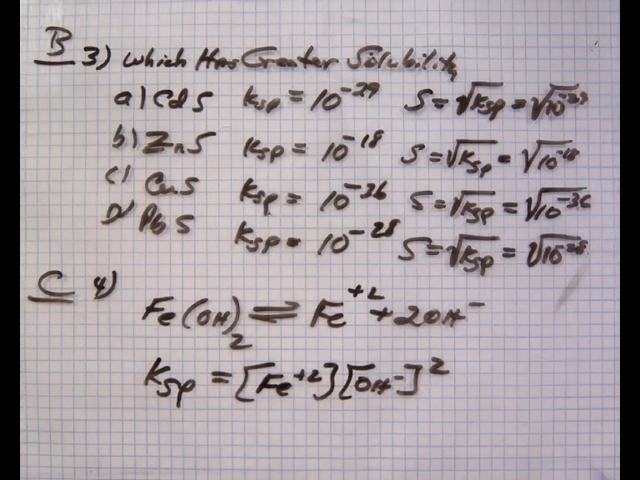 B 3) Which Has Greater Solubility
a) CdS Ksp = 10^-29 S = √Ksp = √10^-29
b) ZnS Ksp = 10^-18 S = √Ksp = √10^-18
c) CuS Ksp = 10^-36 S = √Ksp = √10^-36
D) PbS Ksp = 10^-28 S = √Ksp = √10^-28
C 4)
Fe(OH)₂ ⇌ Fe^+2 + 2OH^-
Ksp = [Fe^+2][OH^-]^2